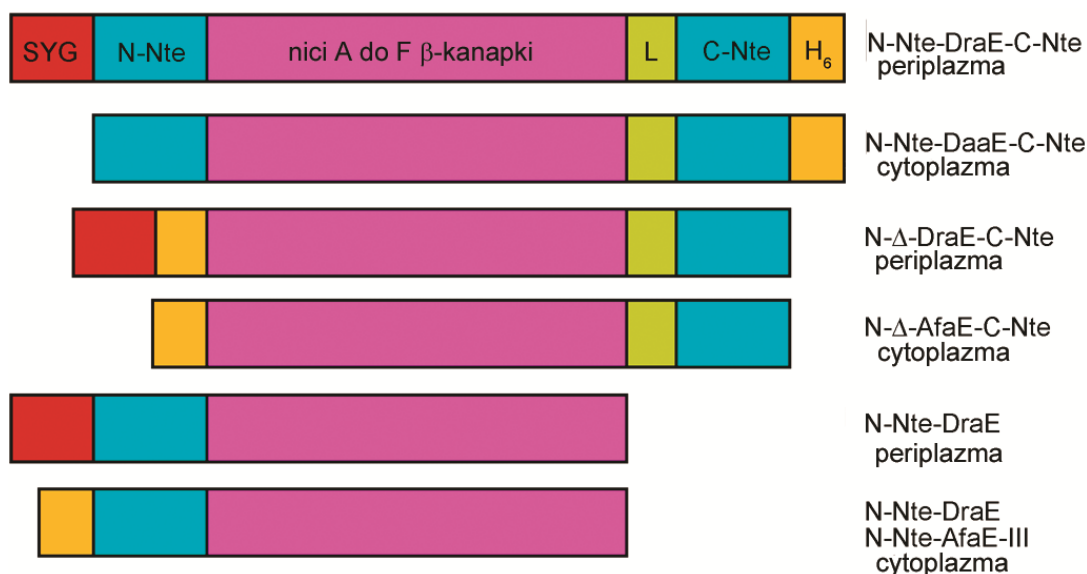 SYG N-Nte nici A do F β-kanapki L C-Nte H₆
N-Nte-DraE-C-Nte
periplazma
N-Nte-DaaE-C-Nte
cytoplazma
N-Δ-DraE-C-Nte
periplazma
N-Δ-AfaE-C-Nte
cytoplazma
N-Nte-DraE
periplazma
N-Nte-DraE
N-Nte-AfaE-III
cytoplazma